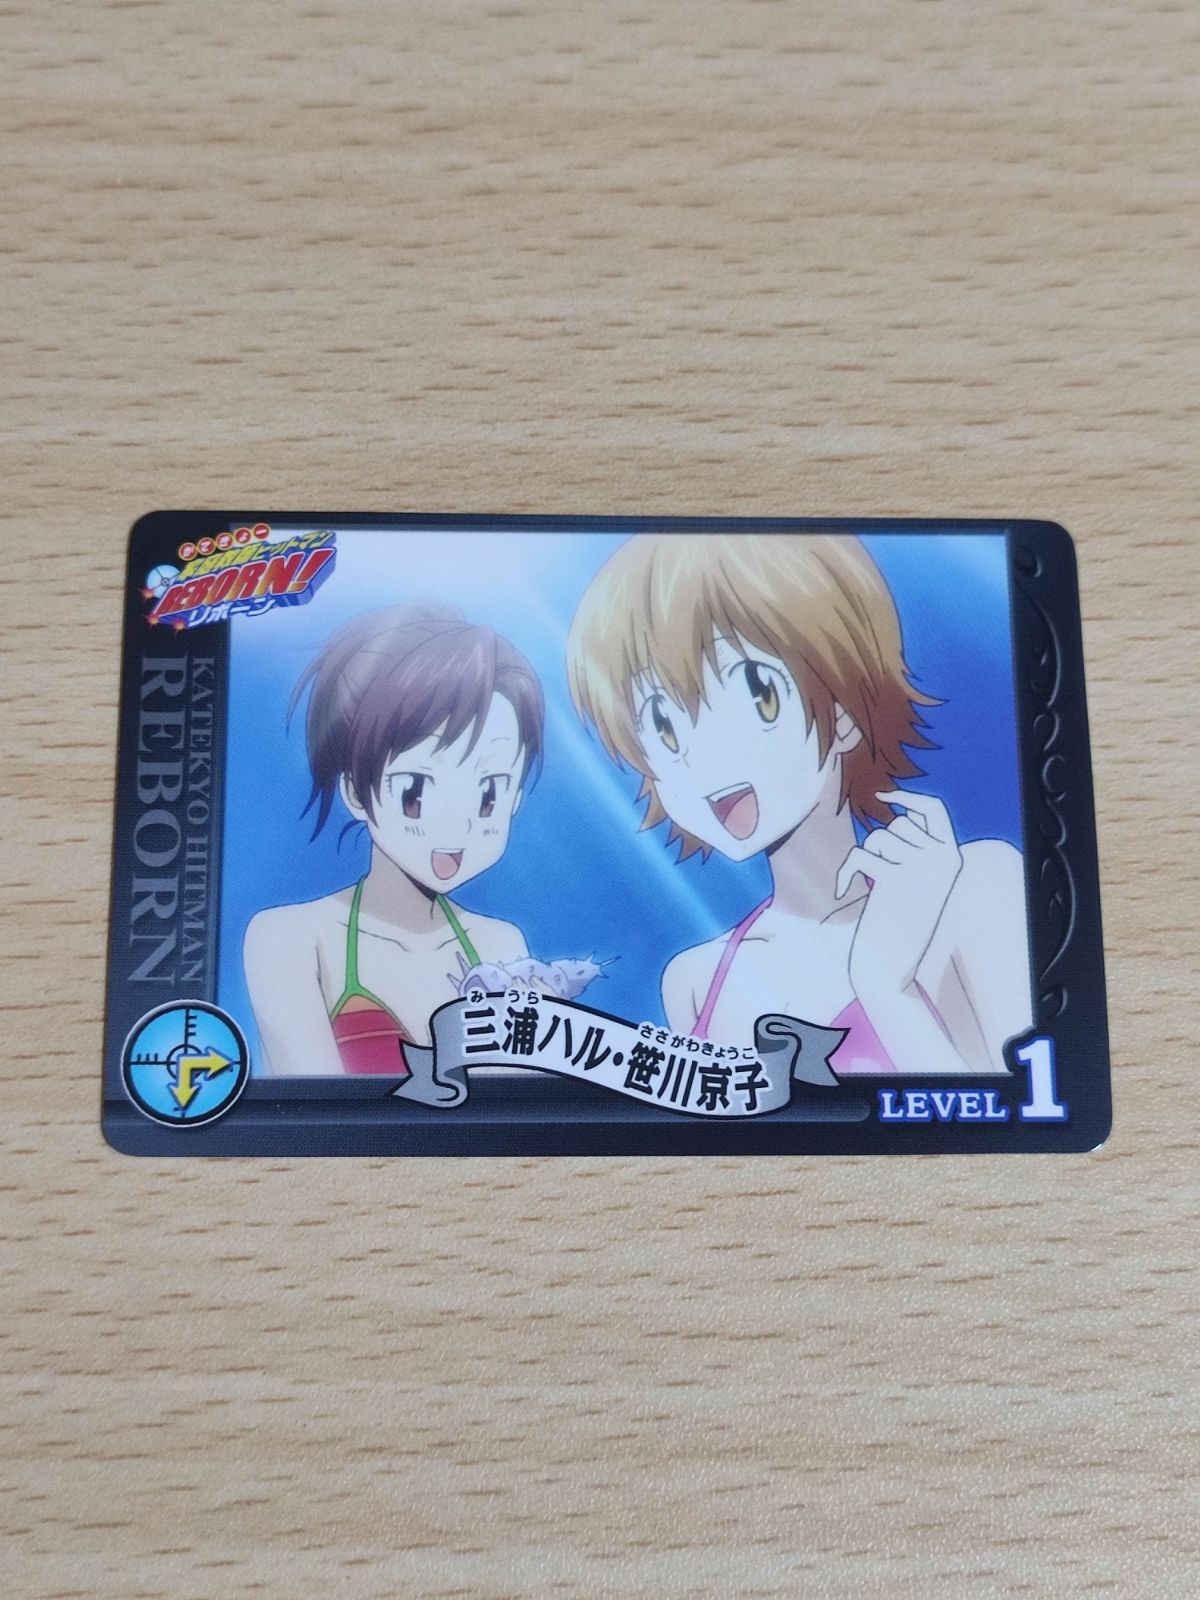 かてきょー
家庭教師ヒットマン
REBORN!
リボーン
KATEKYO HITMAN
REBORN
みうら
三浦ハル・笹川京子
ささがわきょうこ
LEVEL 1